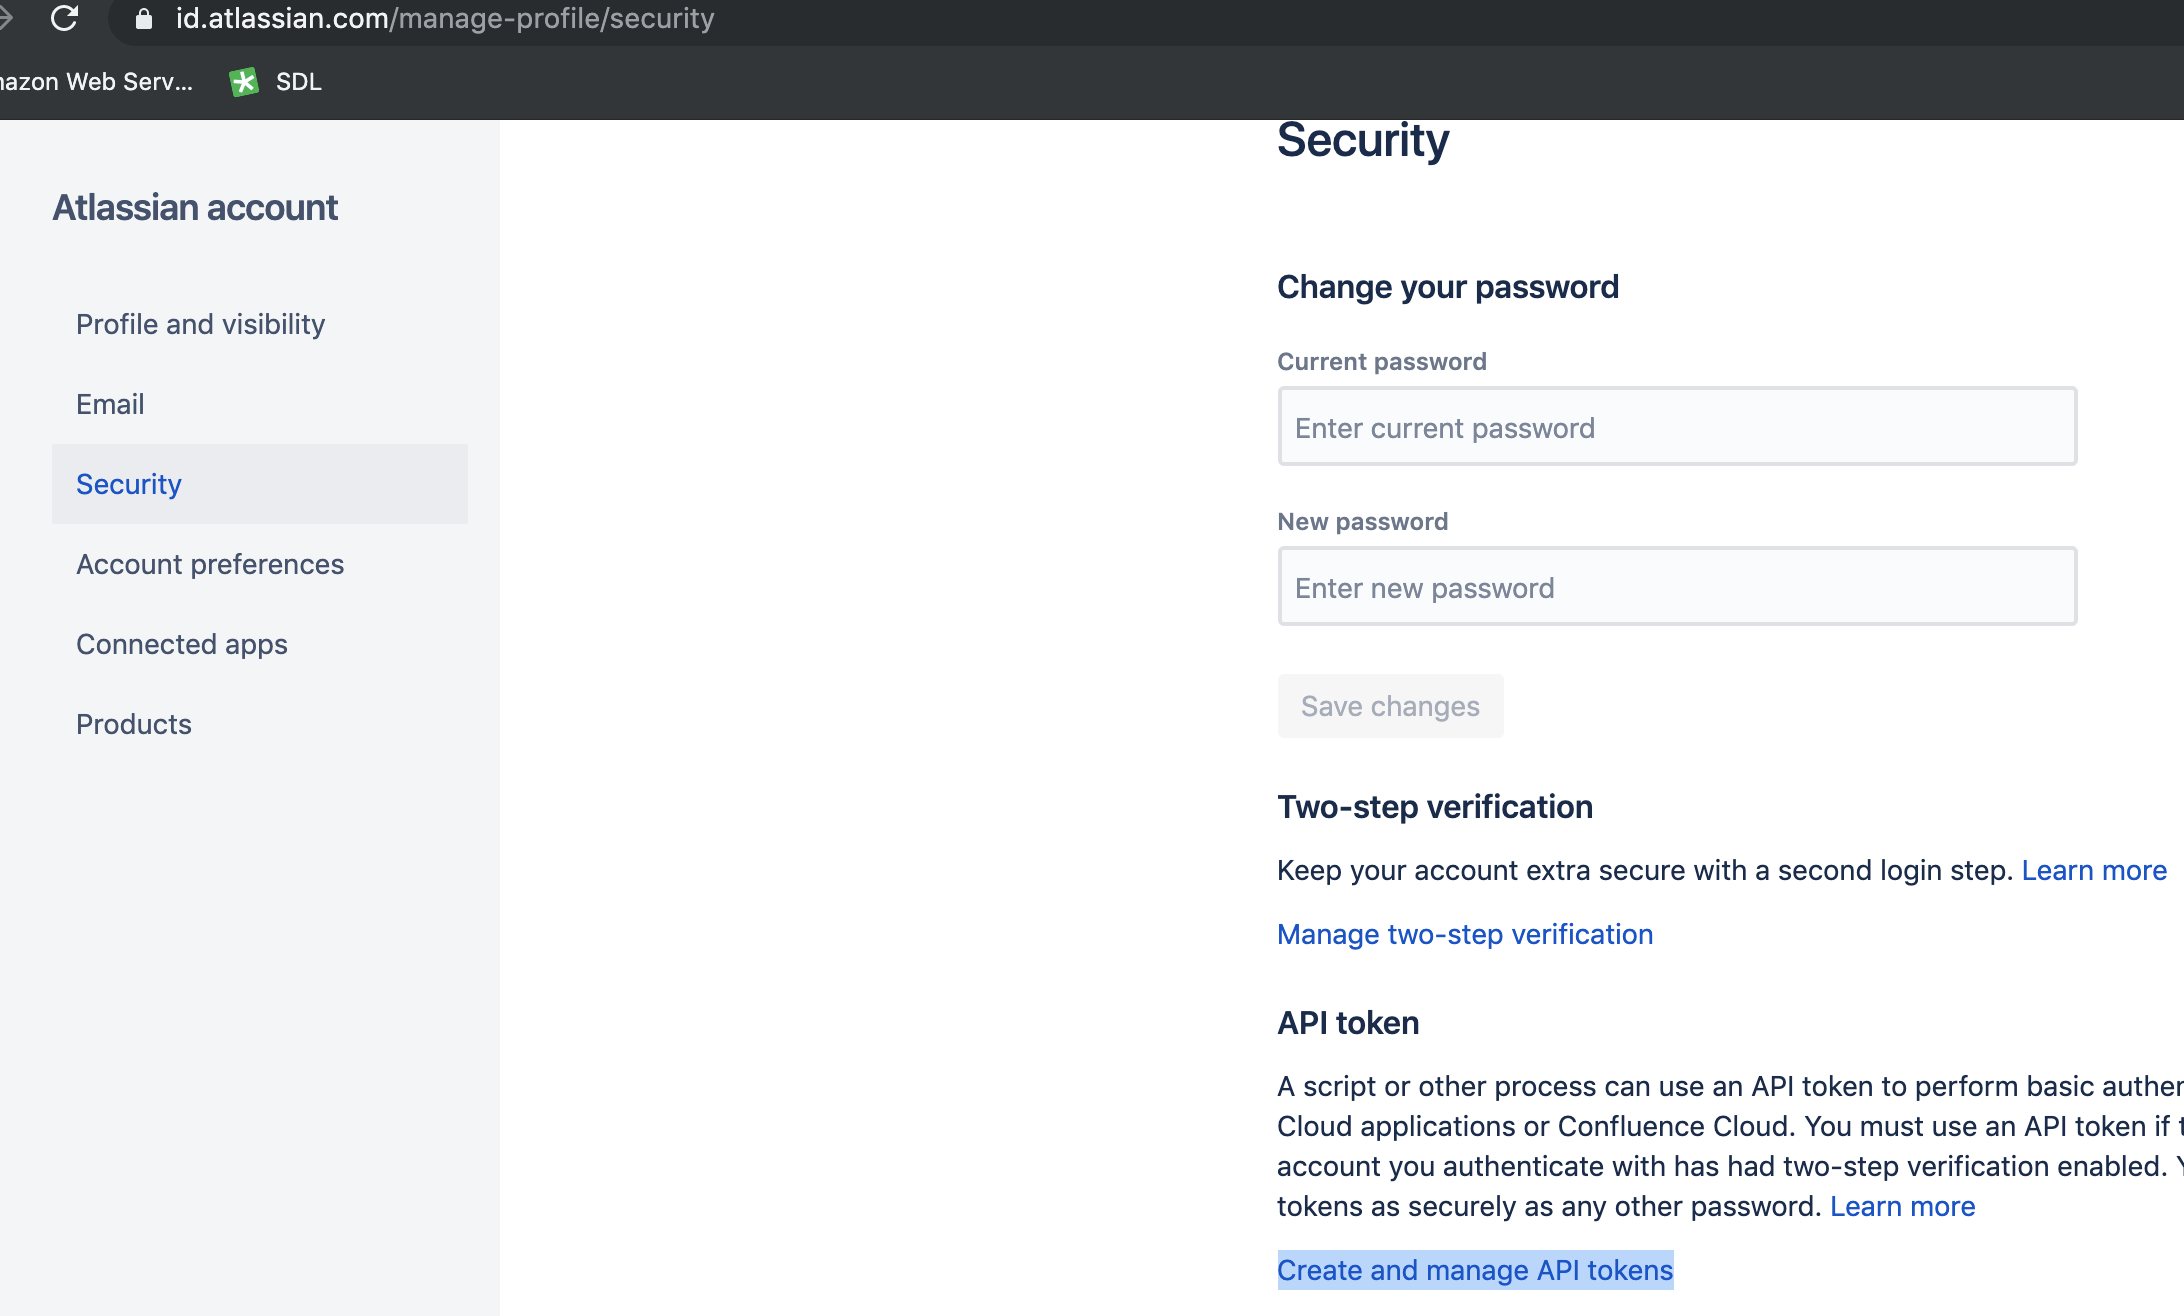 id.atlassian.com/manage-profile/security
Web Serv...
SDL
Atlassian account
Profile and visibility
Email
Security
Account preferences
Connected apps
Products
Security
Change your password
Current password
Enter current password
New password
Enter new password
Save changes
Two-step verification
Keep your account extra secure with a second login step. Learn more
Manage two-step verification
API token
A script or other process can use an API token to perform basic
Cloud applications or Confluence Cloud. You must use an API token if
account you authenticate with has had two-step verification enabled.
tokens as securely as any other password. Learn more
Create and manage API tokens